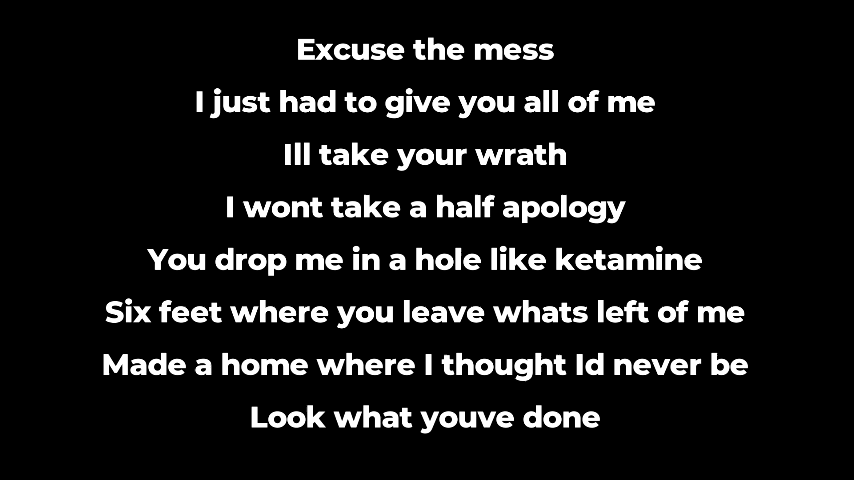 Excuse the mess
I just had to give you all of me
Ill take your wrath
I wont take a half apology
You drop me in a hole like ketamine
Six feet where you leave whats left of me
Made a home where I thought Id never be
Look what youve done